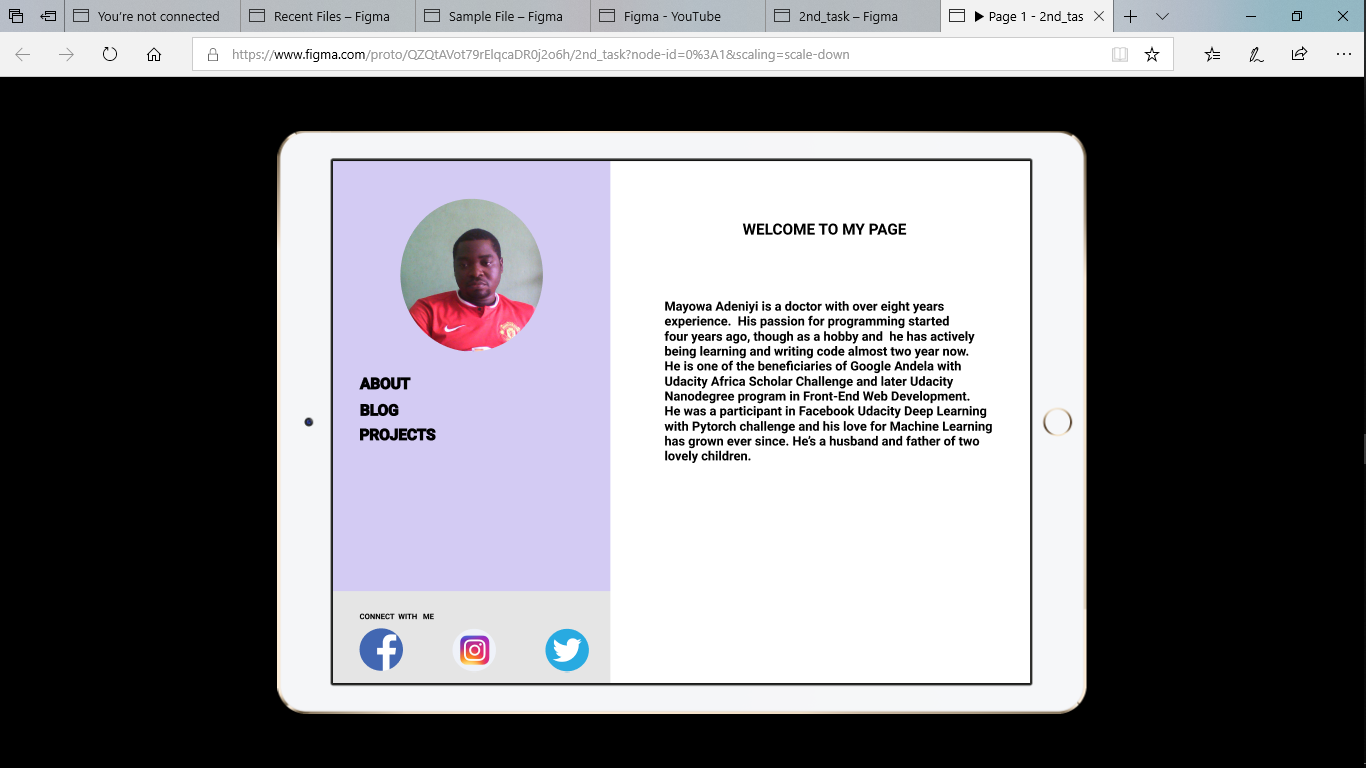 You're not connected
Recent Files – Figma
Sample File – Figma
Figma - YouTube
2nd_task – Figma
Page 1 - 2nd_tas
https://www.figma.com/proto/QZQtAVot79rElqcaDR0j2o6h/2nd_task?node-id=0%3A1&scaling=scale-down
WELCOME TO MY PAGE
Mayowa Adeniyi is a doctor with over eight years
experience. His passion for programming started
four years ago, though as a hobby and he has actively
being learning and writing code almost two year now.
He is one of the beneficiaries of Google Andela with
Udacity Africa Scholar Challenge and later Udacity
Nanodegree program in Front-End Web Development.
He was a participant in Facebook Udacity Deep Learning
with Pytorch challenge and his love for Machine Learning
has grown ever since. He's a husband and father of two
lovely children.
ABOUT
BLOG
PROJECTS
CONNECT WITH ME